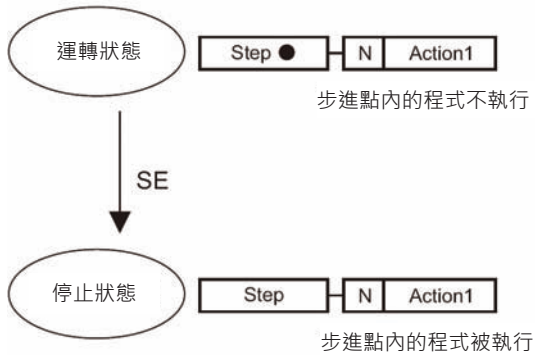 運轉狀態
Step ● N Action1
步進點內的程式不執行
SE
停止狀態
Step N Action1
步進點內的程式被執行